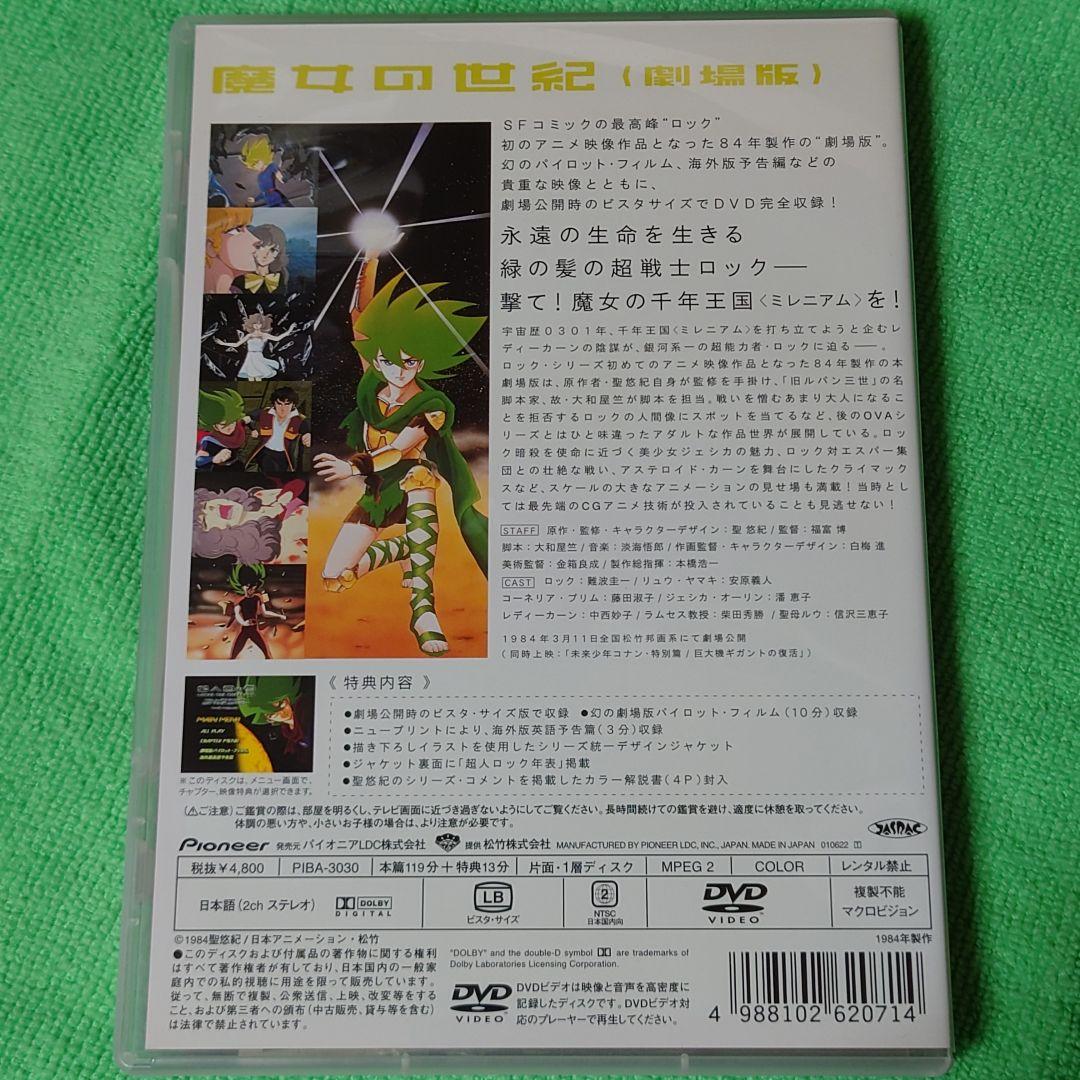 魔女の世紀(劇場版)
SFコミックの最高峰“ロック”
初のアニメ映像作品となった84年製作の“劇場版”。
幻のパイロット・フィルム、海外版予告編などの
貴重な映像とともに、
劇場公開時のビスタサイズでDVD完全収録!
永遠の生命を生きる
緑の髪の超戦士ロック──
撃て!魔女の千年王国〈ミレニアム〉を!
宇宙歴0301年、千年王国〈ミレニアム〉を打ち立てようと企むレ
ディーカーンの陰謀が、銀河系一の超能力者・ロックに迫る──。
ロック・シリーズ初めてのアニメ映像作品となった84年製作の本
劇場版は、原作者・聖悠紀自身が監修を手掛け、「旧ルパン三世」の名
脚本家、故・大和屋竺が脚本を担当。戦いを憎むあまり大人になるこ
とを拒否するロックの人間像にスポットを当てるなど、後のOVAシ
リーズとはひと味違ったアダルトな作品世界が展開している。ロッ
ク暗殺を使命に近づく美少女ジェシカの魅力、ロック対エスパー集
団との壮絶な戦い、アステロイド・カーンを舞台にしたクライマック
スなど、スケールの大きなアニメーションの見せ場も満載!当時とし
ては最先端のCGアニメ技術が投入されていることも見逃せない!
STAFF 原作・監修・キャラクターデザイン:聖 悠紀/監督:福富 博
脚本:大和屋竺/音楽:淡海悟郎/作画監督・キャラクターデザイン:白梅 進
美術監督:金箱良成/製作総指揮:本橋浩一
CAST ロック:難波圭一/リュウ・ヤマキ:安原義人
コーネリア・プリム:藤田淑子/ジェシカ・オーリン:潘 恵子
レディーカーン:中西妙子/ラムセス教授:柴田秀勝/聖母ルウ:信沢三恵子
1984年3月11日全国松竹邦画系にて劇場公開
(同時上映:「未来少年コナン・特別篇/巨大機ギガントの復活」)
《 特典内容 》
●劇場公開時のビスタ・サイズ版で収録 ●幻の劇場版パイロット・フィルム(10分)収録
●ニュープリントにより、海外版英語予告篇(3分)収録
●描き下ろしイラストを使用したシリーズ統一デザインジャケット
●ジャケット裏面に「超人ロック年表」掲載
●聖悠紀のシリーズ・コメントを掲載したカラー解説書(4P)封入
MAIN MENU
ALL PLAY
※このディスクは、メニュー画面で、
チャプター、映像特典が選択できます。
⚠ご注意)ご鑑賞の際は、部屋を明るくし、テレビ画面に近づき過ぎないようにしてご覧ください。長時間続けての鑑賞を避け、適度に休憩を取ってください。
体調の悪い方や、小さいお子様の場合は、より注意が必要です。
JASRAC
Pioneer 発売元 パイオニアLDC株式会社 提供 松竹株式会社 MANUFACTURED BY PIONEER LDC, INC., JAPAN. MADE IN JAPAN 010622
税抜¥4,800 PIBA-3030 本篇119分+特典13分 片面・1層ディスク MPEG 2 COLOR レンタル禁止
日本語(2ch ステレオ) DOLBY DIGITAL LB ビスタ・サイズ 2 NTSC 日本国内向 DVD VIDEO 複製不能 マクロビジョン
©1984聖悠紀/日本アニメーション・松竹
1984年製作
●このディスクおよび付属品の著作物に関する権利
はすべて著作権者が有しており、日本国内の一般家
庭内での私的視聴に用途を限って販売しています。
従って、無断で複製、公衆送信、上映、改変等をする
こと、および第三者への頒布(中古販売、貸与等を含む)
は法律で禁止されています。
"DOLBY" and the double-D symbol are trademarks of
Dolby Laboratories Licensing Corporation.
DVD VIDEO
DVDビデオは映像と音声を高密度に
記録したディスクです。DVDビデオ対
応のプレーヤーで再生してください。
4 988102 620714